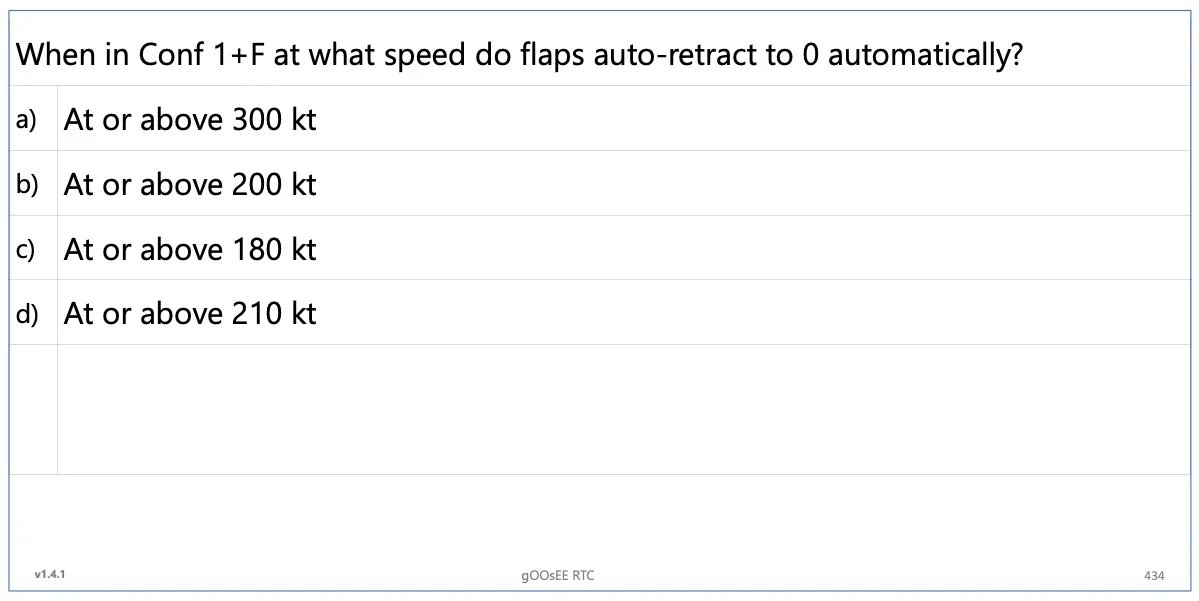 When in Conf 1+F at what speed do flaps auto-retract to 0 automatically?
a) At or above 300 kt
b) At or above 200 kt
c) At or above 180 kt
d) At or above 210 kt
v1.4.1 gOOsEE RTC 434